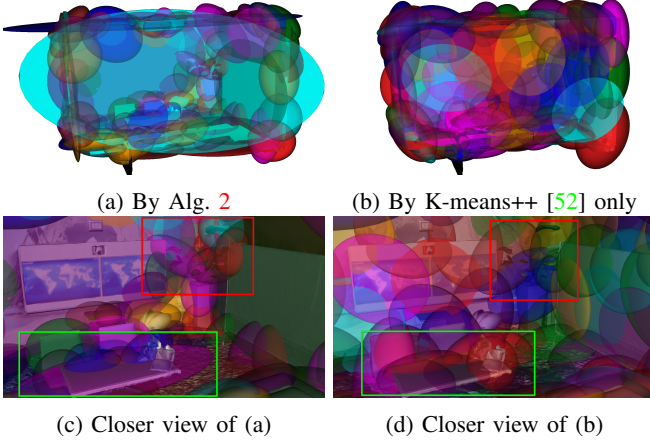 (a) By Alg. 2
(b) By K-means++ [52] only
(c) Closer view of (a)
(d) Closer view of (b)